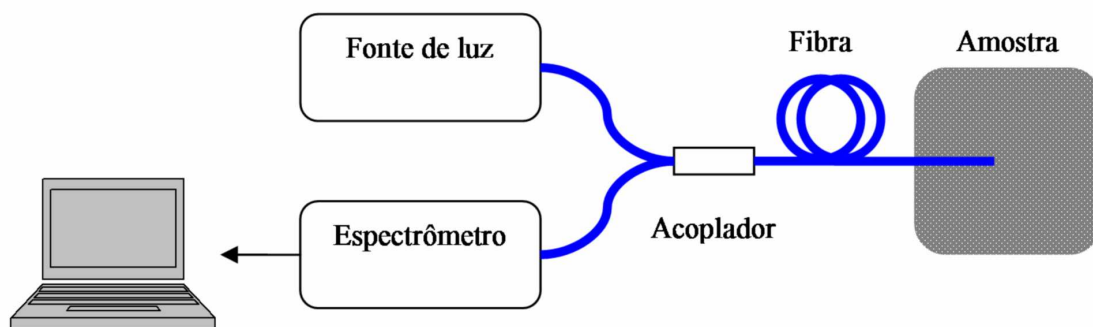 Fonte de luz
Fibra
Amostra
Espectrômetro
Acoplador